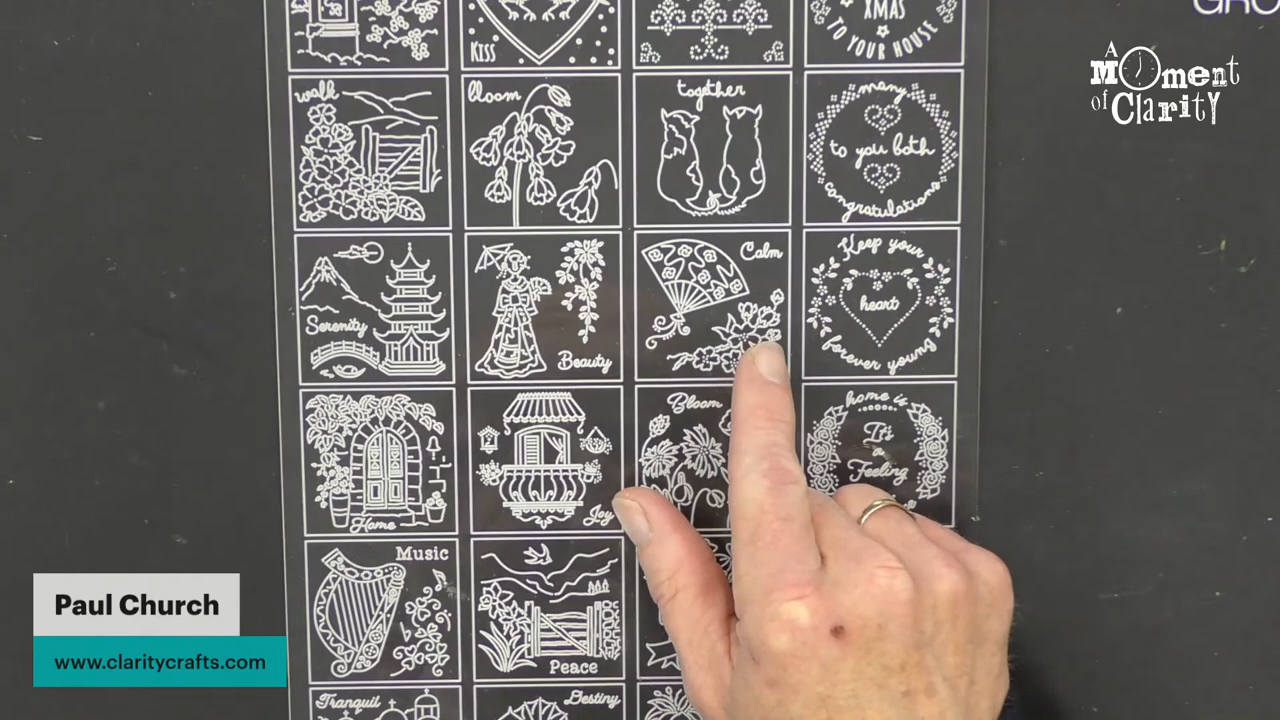 GRO
KISS
XMAS
TO YOUR HOUSE
A
MOment
of Clarity
walk
bloom
together
many
to you both
congratulations
Serenity
Beauty
Calm
Keep your
heart
forever young
Home
Joy
Bloom
home is
It's
a
Feeling
Music
Peace
Paul Church
www.claritycrafts.com
Tranquil
Destiny